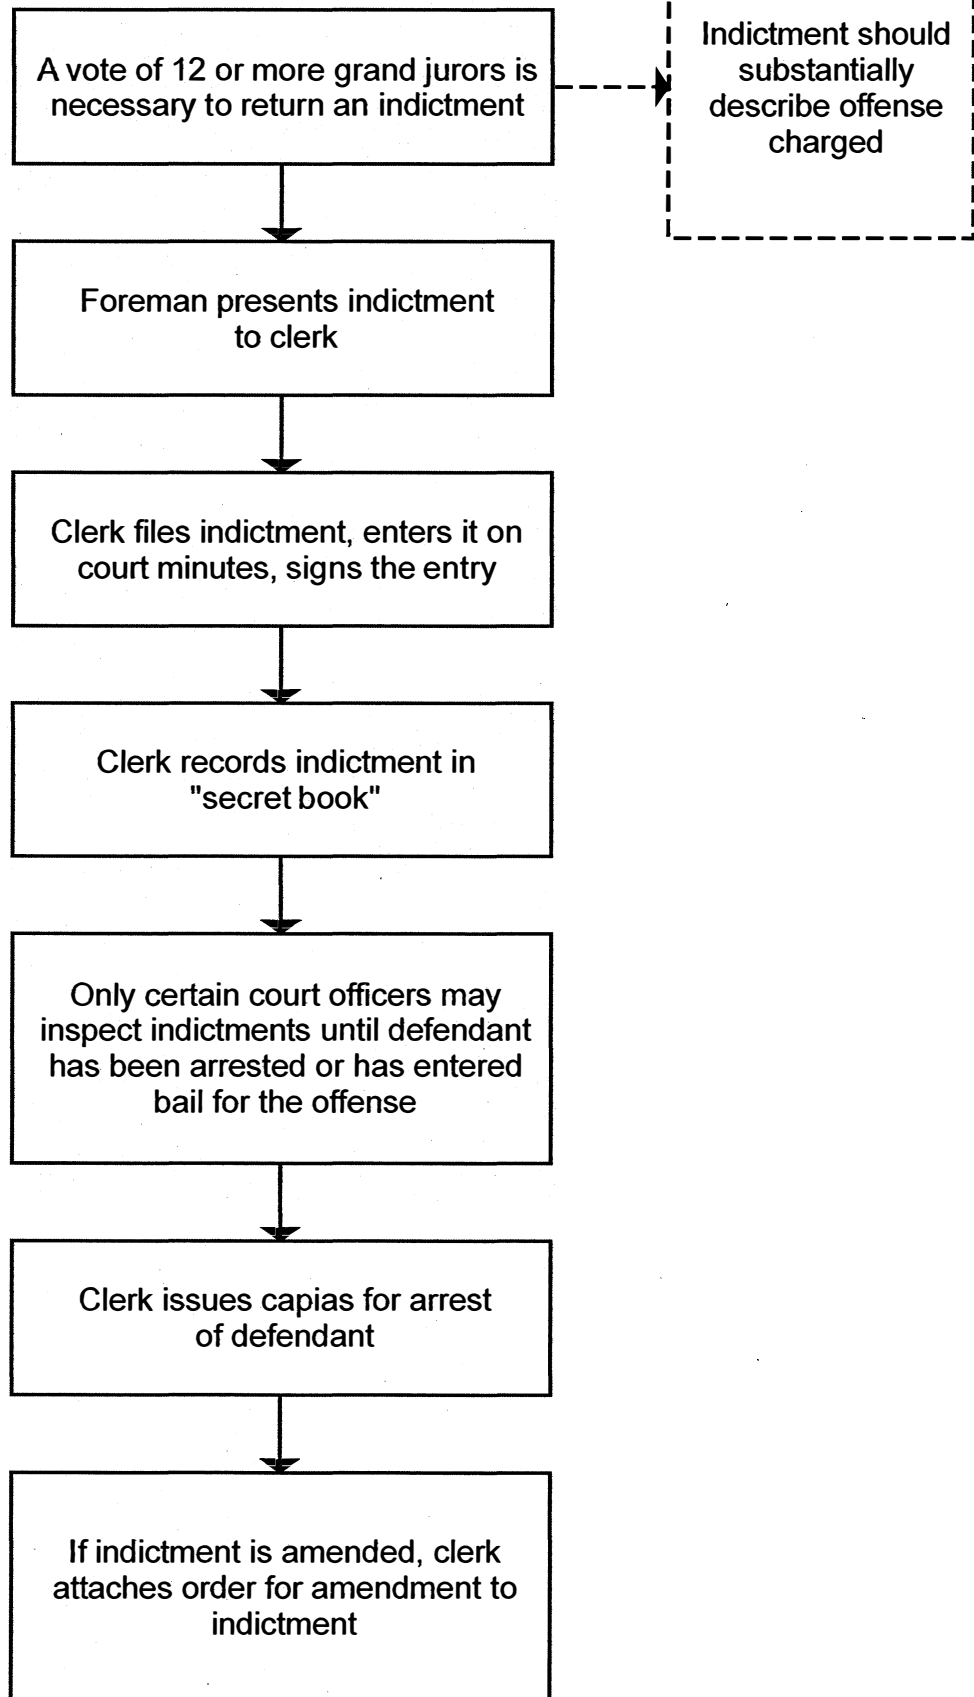 A vote of 12 or more grand jurors is
necessary to return an indictment
Indictment should
substantially
describe offense
charged
Foreman presents indictment
to clerk
Clerk files indictment, enters it on
court minutes, signs the entry
Clerk records indictment in
"secret book"
Only certain court officers may
inspect indictments until defendant
has been arrested or has entered
bail for the offense
Clerk issues capias for arrest
of defendant
If indictment is amended, clerk
attaches order for amendment to
indictment